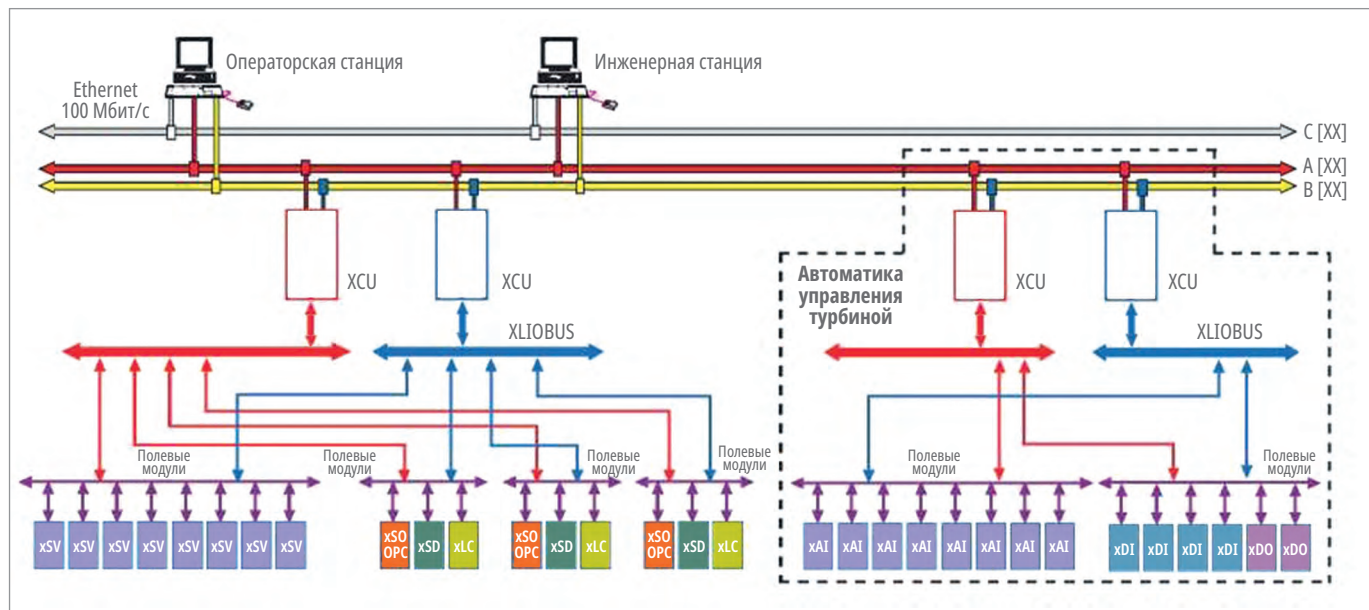 Операторская станция
Инженерная станция
Ethernet
100 Мбит/с
C [XX]
A [XX]
B [XX]
XCU
XCU
Автоматика
управления
турбиной
XCU
XCU
XLIOBUS
XLIOBUS
Полевые
модули
Полевые
модули
Полевые
модули
Полевые
модули
Полевые
модули
Полевые
модули
xSV
xSV
xSV
xSV
xSV
xSV
xSV
xSV
xSO
OPC
xSD
xLC
xSO
OPC
xSD
xLC
xSO
OPC
xSD
xLC
xAI
xAI
xAI
xAI
xAI
xAI
xAI
xAI
xDI
xDI
xDI
xDI
xDO
xDO